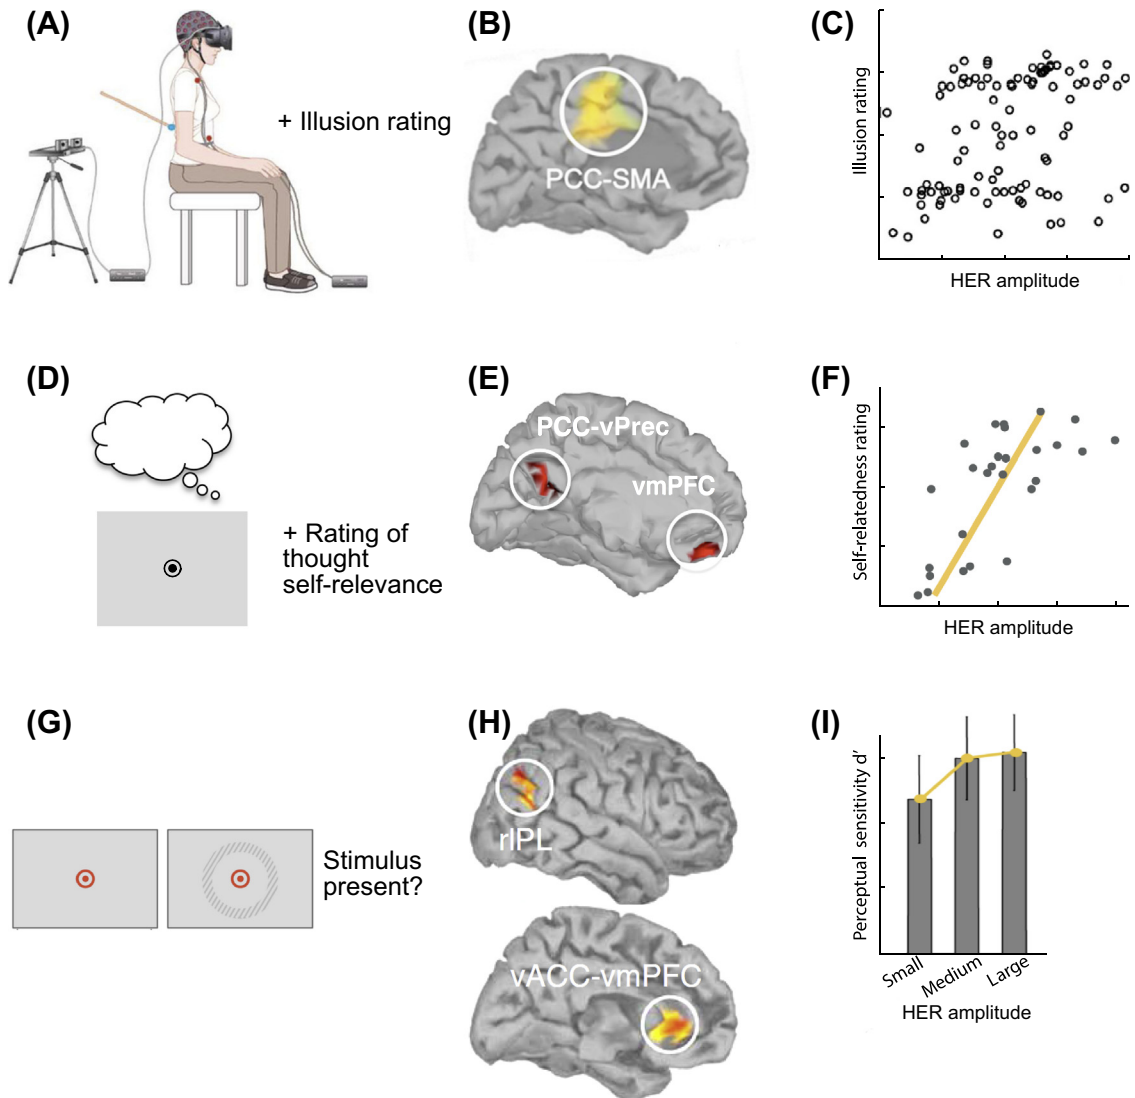 (A)
+ Illusion rating
(B)
PCC-SMA
(C)
Illusion rating
HER amplitude
(D)
+ Rating of
thought
self-relevance
(E)
PCC-vPrec
vmPFC
(F)
Self-relatedness rating
HER amplitude
(G)
Stimulus
present?
(H)
rIPL
vACC-vmPFC
(I)
Perceptual sensitivity d’
Small
Medium
Large
HER amplitude